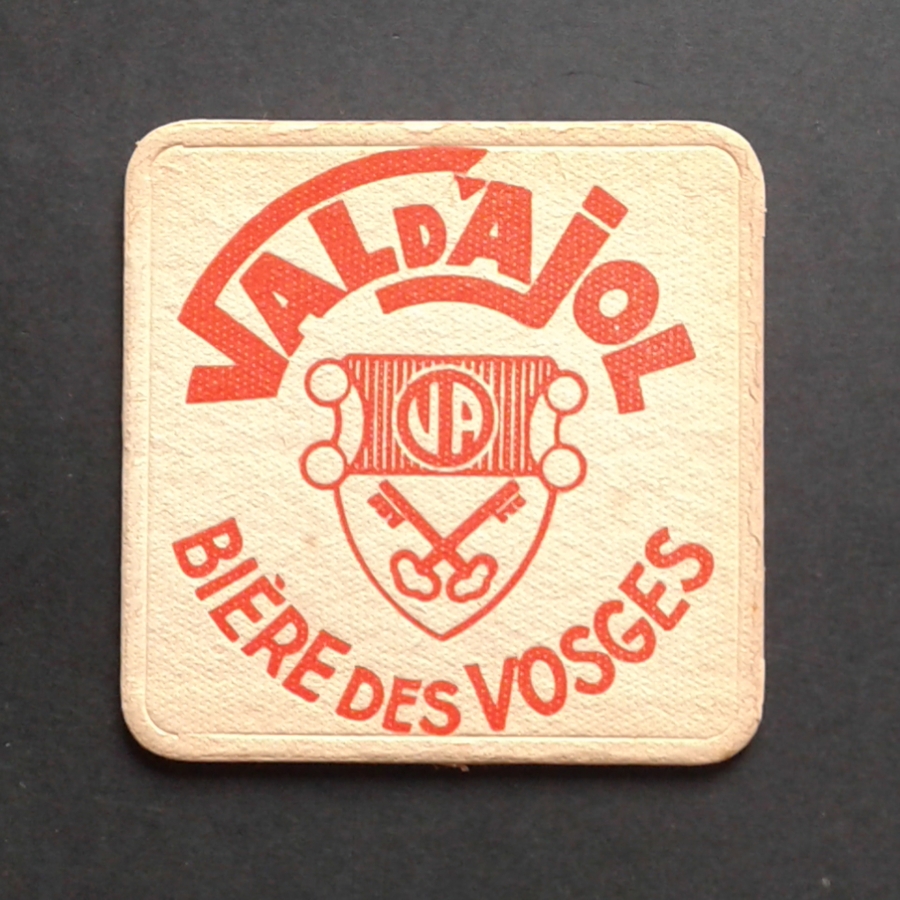 VAL D'AJOL
VA
BIÈRE DES VOSGES